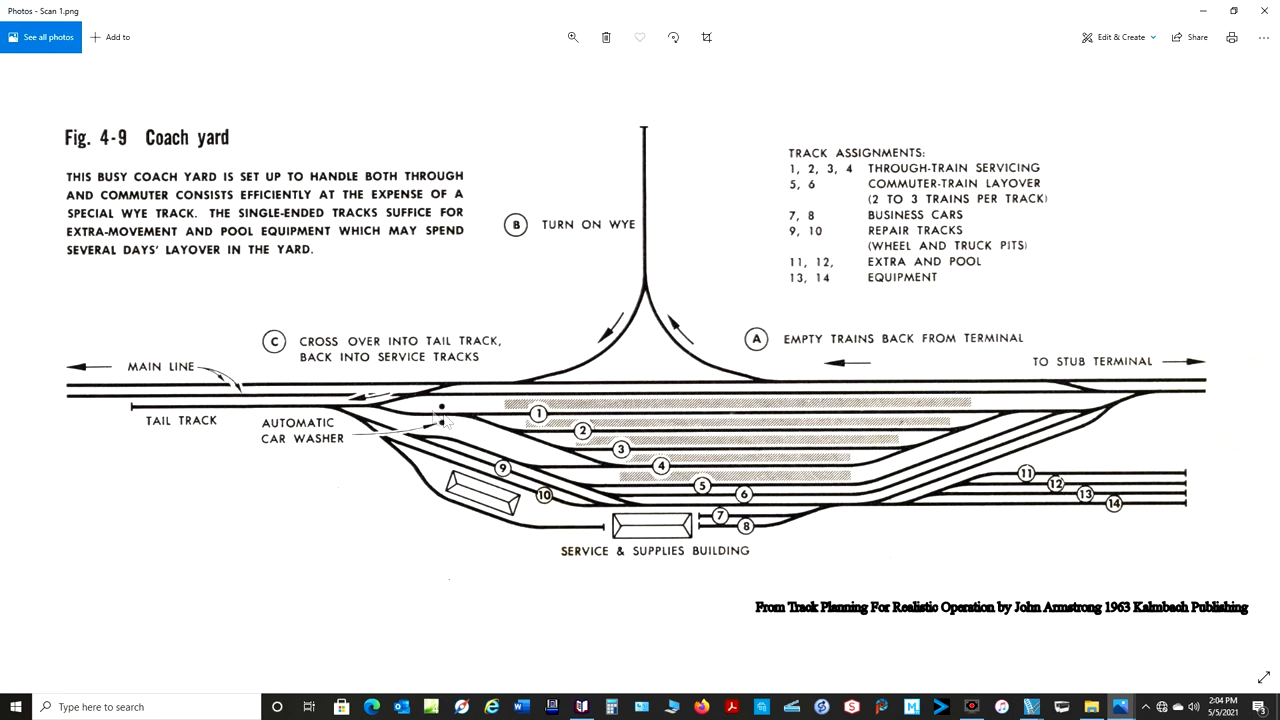 Photos - Scan 1.png
See all photos
Add to
Edit & Create
Share
Fig. 4-9 Coach yard
THIS BUSY COACH YARD IS SET UP TO HANDLE BOTH THROUGH
AND COMMUTER CONSISTS EFFICIENTLY AT THE EXPENSE OF A
SPECIAL WYE TRACK. THE SINGLE-ENDED TRACKS SUFFICE FOR
EXTRA-MOVEMENT AND POOL EQUIPMENT WHICH MAY SPEND
SEVERAL DAYS' LAYOVER IN THE YARD.
TRACK ASSIGNMENTS:
1, 2, 3, 4 THROUGH-TRAIN SERVICING
5, 6 COMMUTER-TRAIN LAYOVER
(2 TO 3 TRAINS PER TRACK)
7, 8 BUSINESS CARS
9, 10 REPAIR TRACKS
(WHEEL AND TRUCK PITS)
11, 12, EXTRA AND POOL
13, 14 EQUIPMENT
B TURN ON WYE
C CROSS OVER INTO TAIL TRACK,
BACK INTO SERVICE TRACKS
A EMPTY TRAINS BACK FROM TERMINAL
MAIN LINE
TO STUB TERMINAL
TAIL TRACK
AUTOMATIC
CAR WASHER
1
2
3
4
5
6
7
8
9
10
11
12
13
14
SERVICE & SUPPLIES BUILDING
From Track Planning For Realistic Operation by John Armstrong 1963 Kalmbach Publishing
Type here to search
2:04 PM
5/5/2021